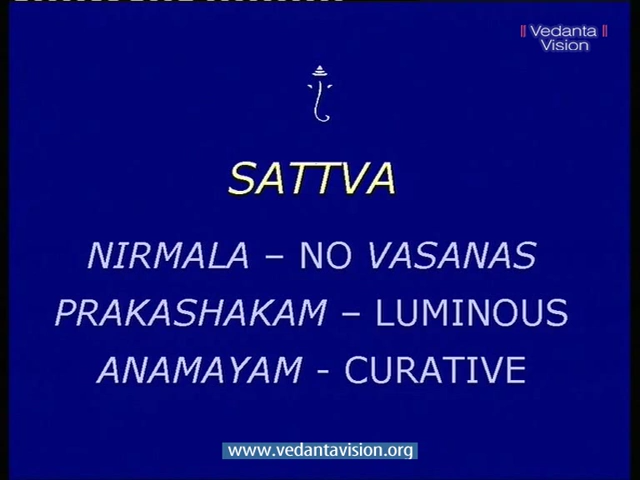 Vedanta
Vision
SATTVA
NIRMALA – NO VASANAS
PRAKASHAKAM – LUMINOUS
ANAMAYAM - CURATIVE
www.vedantavision.org